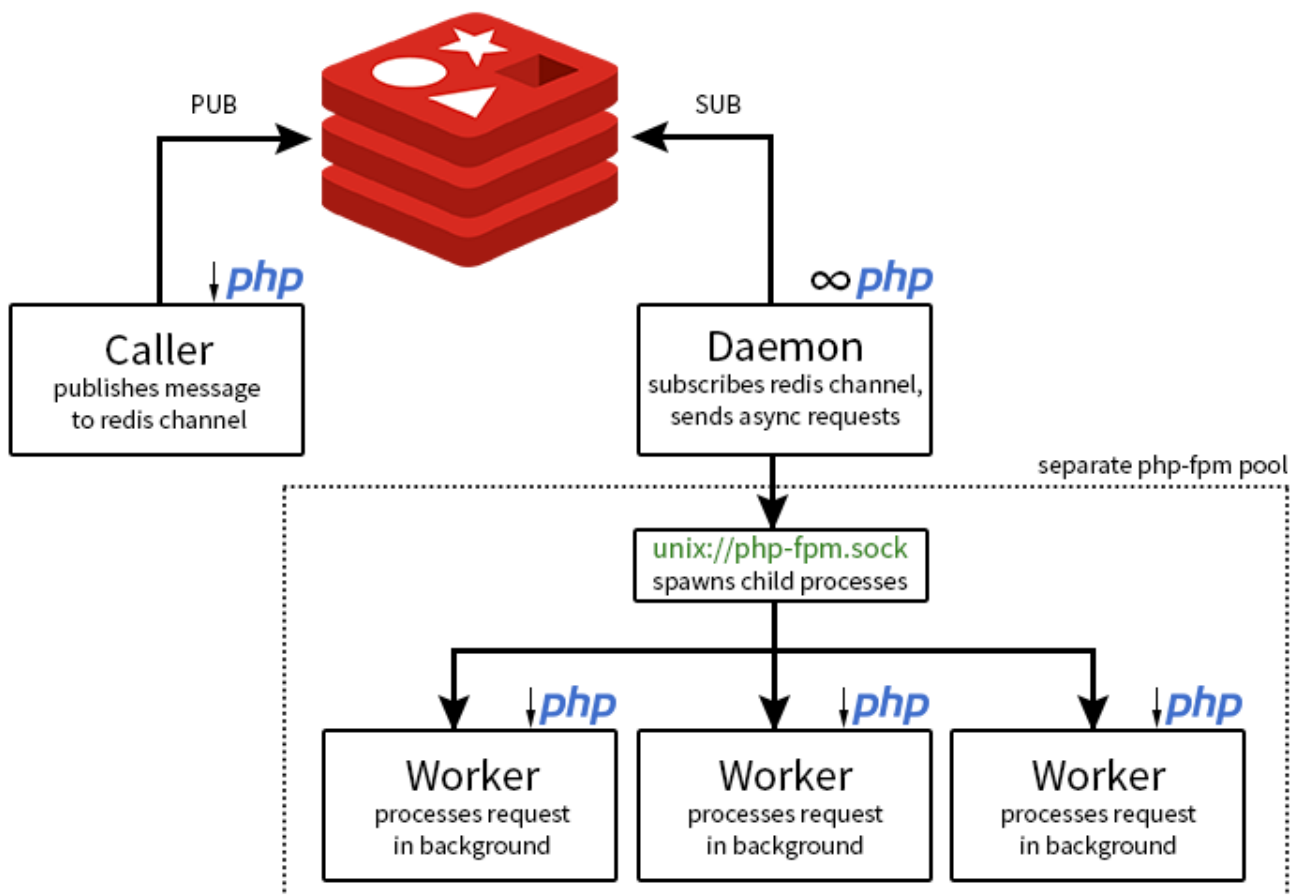 PUB
SUB
php
∞ php
Caller
publishes message
to redis channel
Daemon
subscribes redis channel,
sends async requests
separate php-fpm pool
unix://php-fpm.sock
spawns child processes
php
php
php
Worker
processes request
in background
Worker
processes request
in background
Worker
processes request
in background